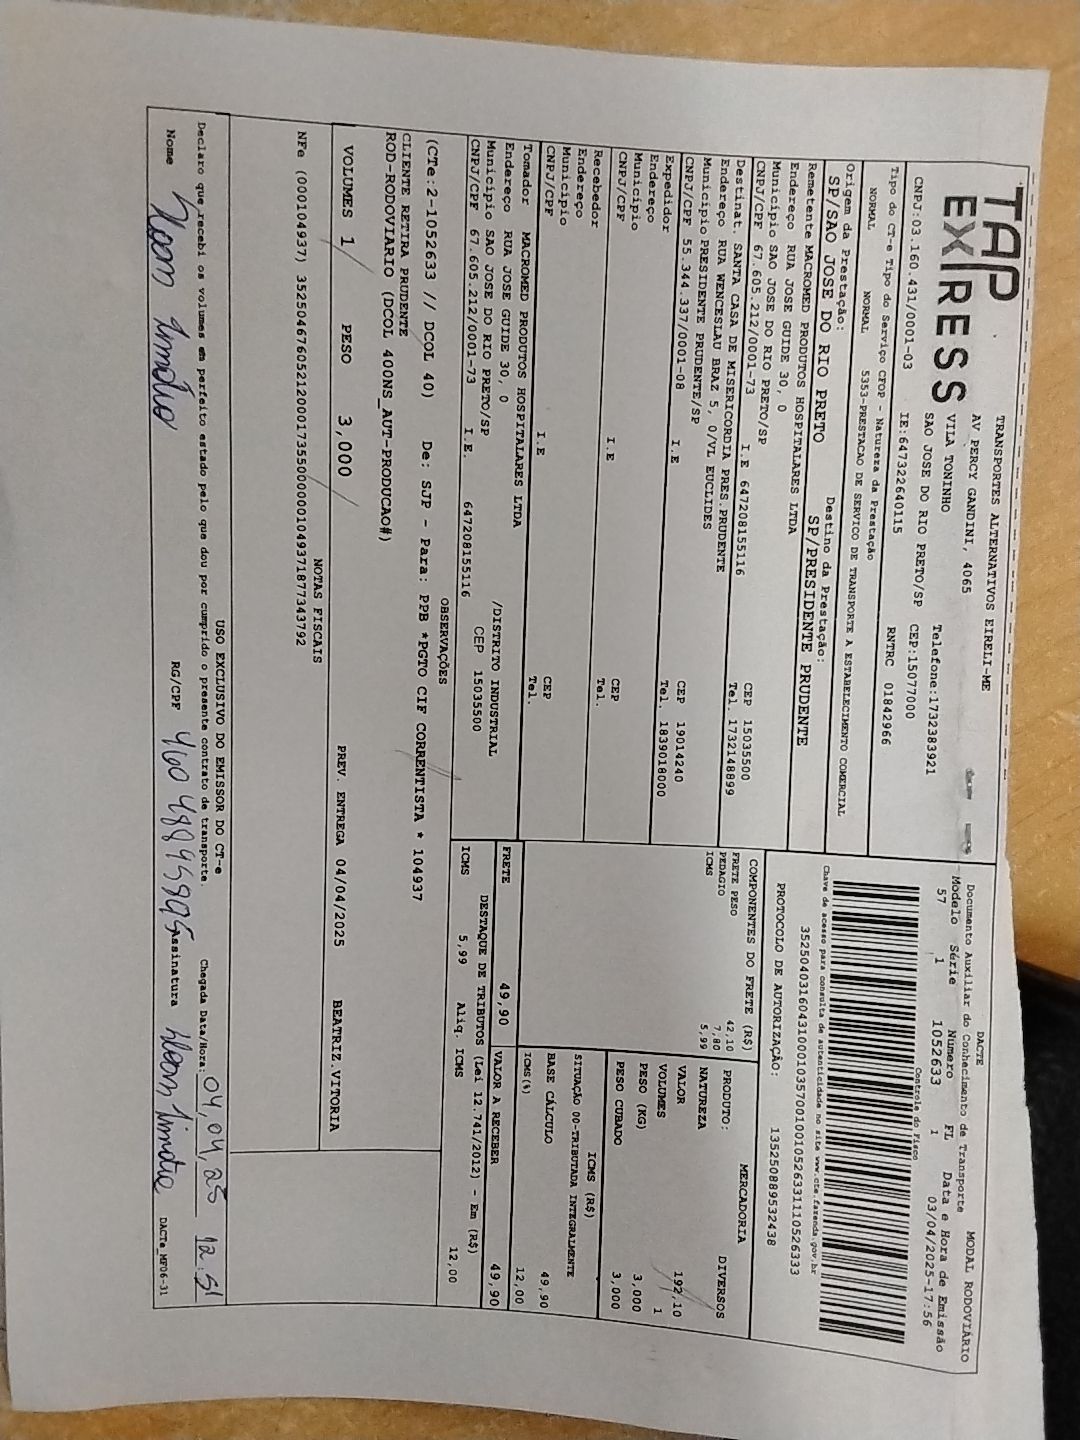 TAP
EXPRESS
TRANSPORTES ALTERNATIVOS EIRELI-ME
AV PERCY GANDINI, 4065
VILA TONINHO Telefone:1732383921
SAO JOSE DO RIO PRETO/SP CEP:15077000
CNPJ:03.160.431/0001-03 IE:647322640115 RNTRC 01842966
Tipo do CT-e Tipo do Serviço CFOP - Natureza da Prestação
NORMAL NORMAL 5353-PRESTACAO DE SERVICO DE TRANSPORTE A ESTABELECIMENTO COMERCIAL
Origem da Prestação: Destino da Prestação:
SP/SAO JOSE DO RIO PRETO SP/PRESIDENTE PRUDENTE
Remetente MACROMED PRODUTOS HOSPITALARES LTDA
Endereço RUA JOSE GUIDE 30, 0
Município SAO JOSE DO RIO PRETO/SP CEP 15035500
CNPJ/CPF 67.605.212/0001-73 I.E 647208155116 Tel. 1732148899
Destinat. SANTA CASA DE MISERICORDIA PRES.PRUDENTE
Endereço RUA WENCESLAU BRAZ 5, 0/VL EUCLIDES
Município PRESIDENTE PRUDENTE/SP CEP 19014240
CNPJ/CPF 55.344.337/0001-08 I.E Tel. 1839018000
Expedidor
Endereço
Município CEP
CNPJ/CPF I.E Tel.
Recebedor
Endereço
Município CEP
CNPJ/CPF I.E Tel.
Tomador MACROMED PRODUTOS HOSPITALARES LTDA
Endereço RUA JOSE GUIDE 30, 0 /DISTRITO INDUSTRIAL
Município SAO JOSE DO RIO PRETO/SP CEP 15035500
CNPJ/CPF 67.605.212/0001-73 I.E. 647208155116
DACTE MODAL RODOVIÁRIO
Documento Auxiliar do Conhecimento de Transporte
Modelo Série Número FL Data e Hora de Emissão
57 1 1052633 1 03/04/2025-17:56
Controle do Fisco
Chave de acesso para consulta de autenticidade no site www.cte.fazenda.gov.br
35250403160431000103570010010526331110526333
PROTOCOLO DE AUTORIZAÇÃO: 135250889532438
COMPONENTES DO FRETE (R$)
FRETE PESO 42,10
PEDAGIO 7,80
ICMS 5,99
PRODUTO: MERCADORIA
NATUREZA DIVERSOS
VALOR 192,10
VOLUMES 1
PESO (KG) 3,000
PESO CUBADO 3,000
ICMS (R$)
SITUAÇÃO 00-TRIBUTADA INTEGRALMENTE
BASE CÁLCULO 49,90
ICMS(%) 12,00
FRETE 49,90 VALOR A RECEBER 49,90
DESTAQUE DE TRIBUTOS (Lei 12.741/2012) - Em (R$)
ICMS 5,99 Aliq. ICMS 12,00
OBSERVAÇÕES
(CTe:2-1052633 // DCOL 40) De: SJP - Para: PPB *PGTO CIF CORRENTISTA * 104937
CLIENTE RETIRA PRUDENTE
ROD-RODOVIARIO (DCOL 400NS_AUT-PRODUCAO#)
VOLUMES 1 PESO 3,000 PREV. ENTREGA 04/04/2025 BEATRIZ.VITORIA
NOTAS FISCAIS
NFe (000104937) 35250467605212000173550000001049371877343792
USO EXCLUSIVO DO EMISSOR DO CT-e
Declaro que recebi os volumes em perfeito estado pelo que dou por cumprido o presente contrato de transporte. Chegada Data/Hora: 04,04,25 12:51
Nome RG/CPF Assinatura
DACTe_MF06-31